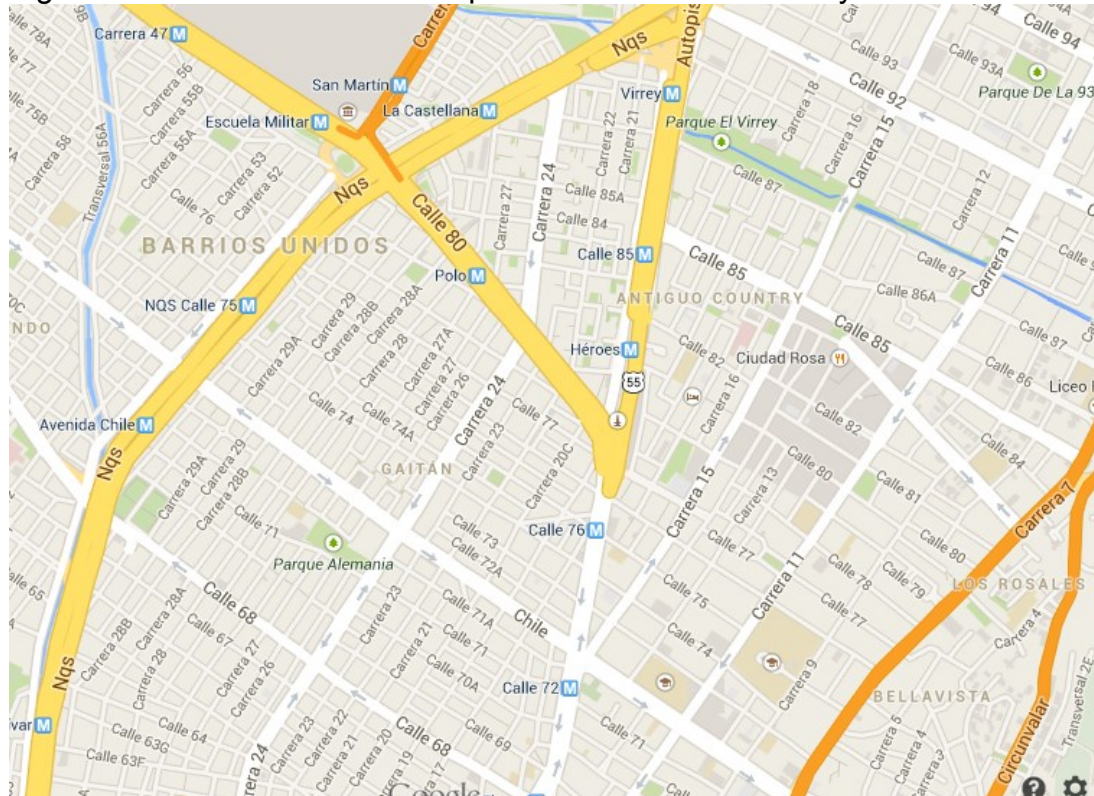 Calle 78A
9B
Carrera 47 M
Calle 77
Calle 75B
Carrera 56
Carrera 55B
Carrera 55A
Carrera 58
Transversal 56A
San Martín M
Nqs
Autopis
Calle 94
Calle 93
Carrera 93A
Parque De La 93
Escuela Militar M
La Castellana M
Virrey M
Calle 92
Parque El Virrey
Carrera 18
Carrera 16
Carrera 15
Carrera 22
Carrera 21
Carrera 53
Carrera 52
Calle 76
Nqs
Calle 80
Carrera 27
Carrera 24
Calle 85A
Calle 84
Calle 87
Carrera 12
Carrera 11
BARRIOS UNIDOS
Polo M
Calle 85 M
Calle 85
Calle 87
Calle 86A
NQS Calle 75 M
NDO
Carrera 29
Carrera 28B
Carrera 28A
Carrera 29A
Carrera 28
Carrera 27A
Carrera 27
Carrera 26
ANTIGUO COUNTRY
Héroes M
55
Calle 82
Ciudad Rosa
Calle 85
Calle 86
Liceo
Avenida Chile M
Nqs
Calle 74
Calle 74A
Carrera 24
Carrera 23
Calle 77
Carrera 20C
Carrera 16
Calle 82
Calle 84
GAITÁN
Carrera 29A
Carrera 29
Carrera 28B
Calle 71
Carrera 15
Carrera 13
Calle 80
Calle 81
Carrera 7
Calle 76 M
Calle 73
Calle 72A
Parque Alemania
Calle 77
Carrera 11
Calle 80
Calle 78
Calle 79
Calle 77
LOS ROSALES
Carrera 4
Calle 68
Calle 67
Carrera 28A
Carrera 28B
Carrera 28
Carrera 27
Carrera 26
Carrera 23
Carrera 21
Calle 71A
Calle 71
Calle 70A
Chile
Calle 75
Calle 74
Carrera 9
Calle 72 M
BELLAVISTA
Transversal 2E
Nqs
var M
Calle 64
Calle 63G
Calle 63F
Carrera 24
Carrera 23
Carrera 22
Carrera 21
Carrera 20
Carrera 19
Calle 68
Calle 69
Calle 71
Carrera 5
Carrera 4
Carrera 3
Circunvalar
Google
?